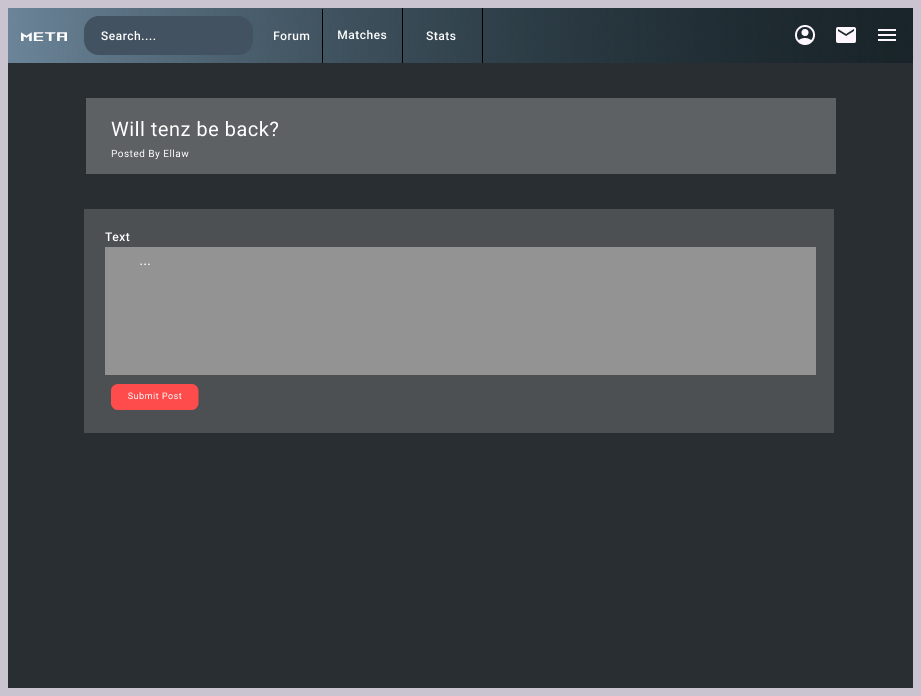 META
Search....
Forum
Matches
Stats
Will tenz be back?
Posted By Ellaw
Text
...
Submit Post